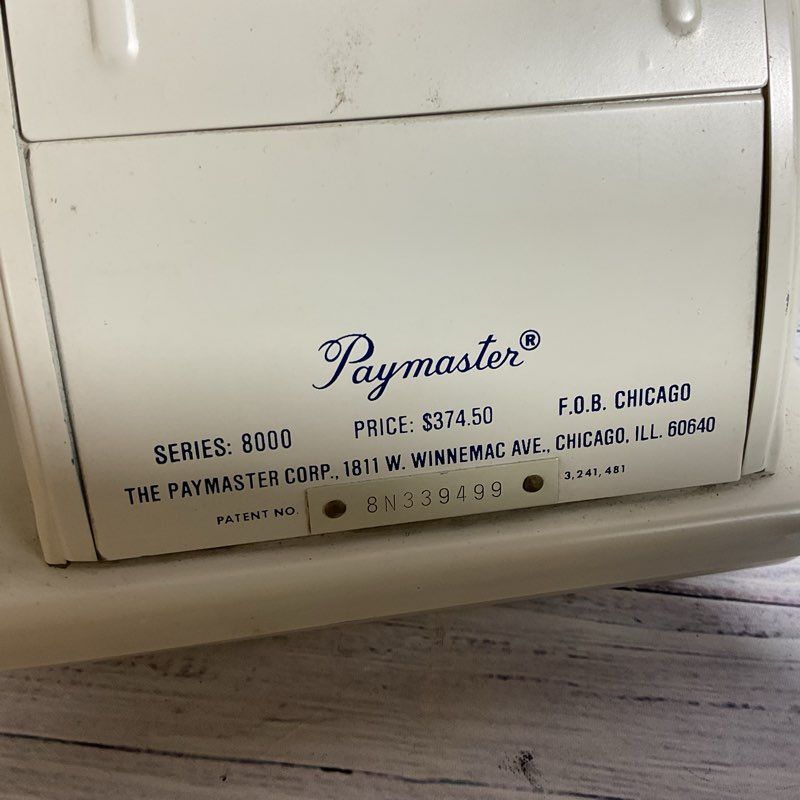 Paymaster®
SERIES: 8000 PRICE: $374.50 F.O.B. CHICAGO
THE PAYMASTER CORP., 1811 W. WINNEMAC AVE., CHICAGO, ILL. 60640
PATENT NO. 8N339499 3,241,481